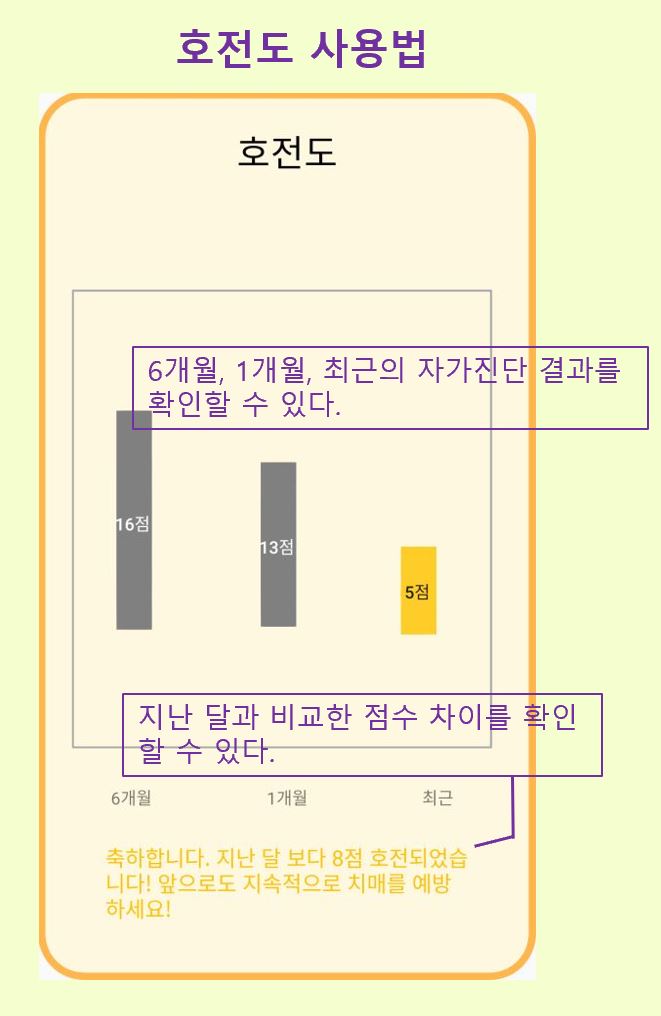 호전도 사용법
호전도
6개월, 1개월, 최근의 자가진단 결과를
확인할 수 있다.
16점
13점
5점
지난 달과 비교한 점수 차이를 확인
할 수 있다.
6개월
1개월
최근
축하합니다. 지난 달 보다 8점 호전되었습
니다! 앞으로도 지속적으로 치매를 예방
하세요!